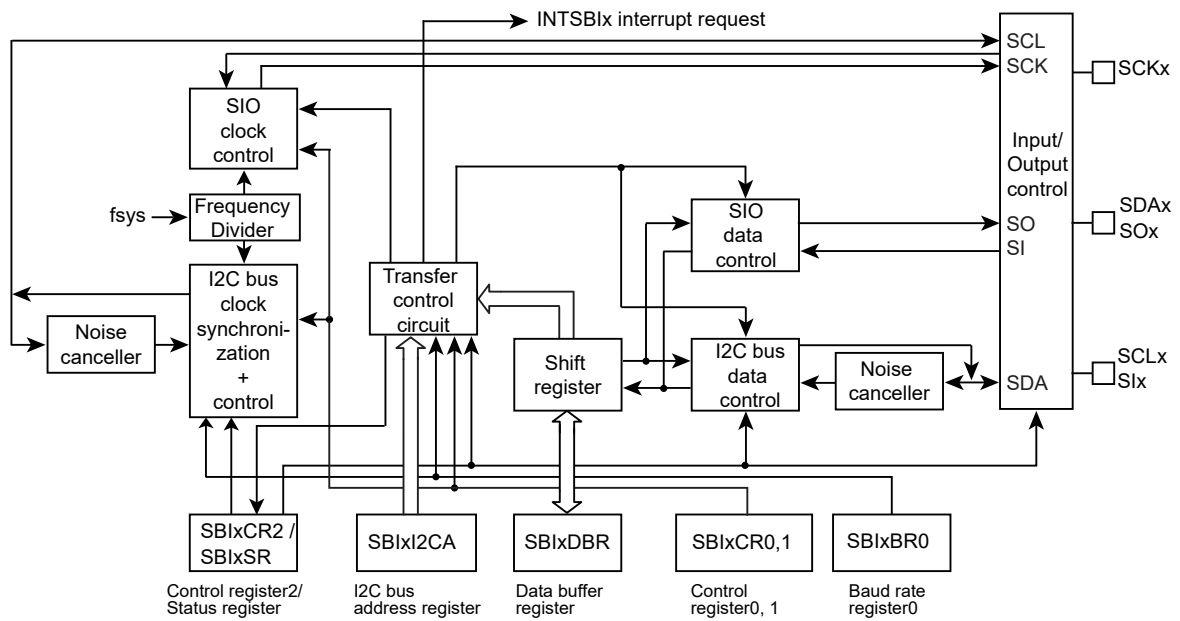 INTSBIx interrupt request
SCL
SCK
SCKx
SIO
clock
control
Input/
Output
control
fsys
Frequency
Divider
SIO
data
control
SO
SI
SDAx
SOx
I2C bus
clock
synchroni-
zation
+
control
Transfer
control
circuit
Noise
canceller
Shift
register
I2C bus
data
control
Noise
canceller
SDA
SCLx
SIx
SBIxCR2 /
SBIxSR
SBIxI2CA
SBIxDBR
SBIxCR0,1
SBIxBR0
Control register2/
Status register
I2C bus
address register
Data buffer
register
Control
register0, 1
Baud rate
register0